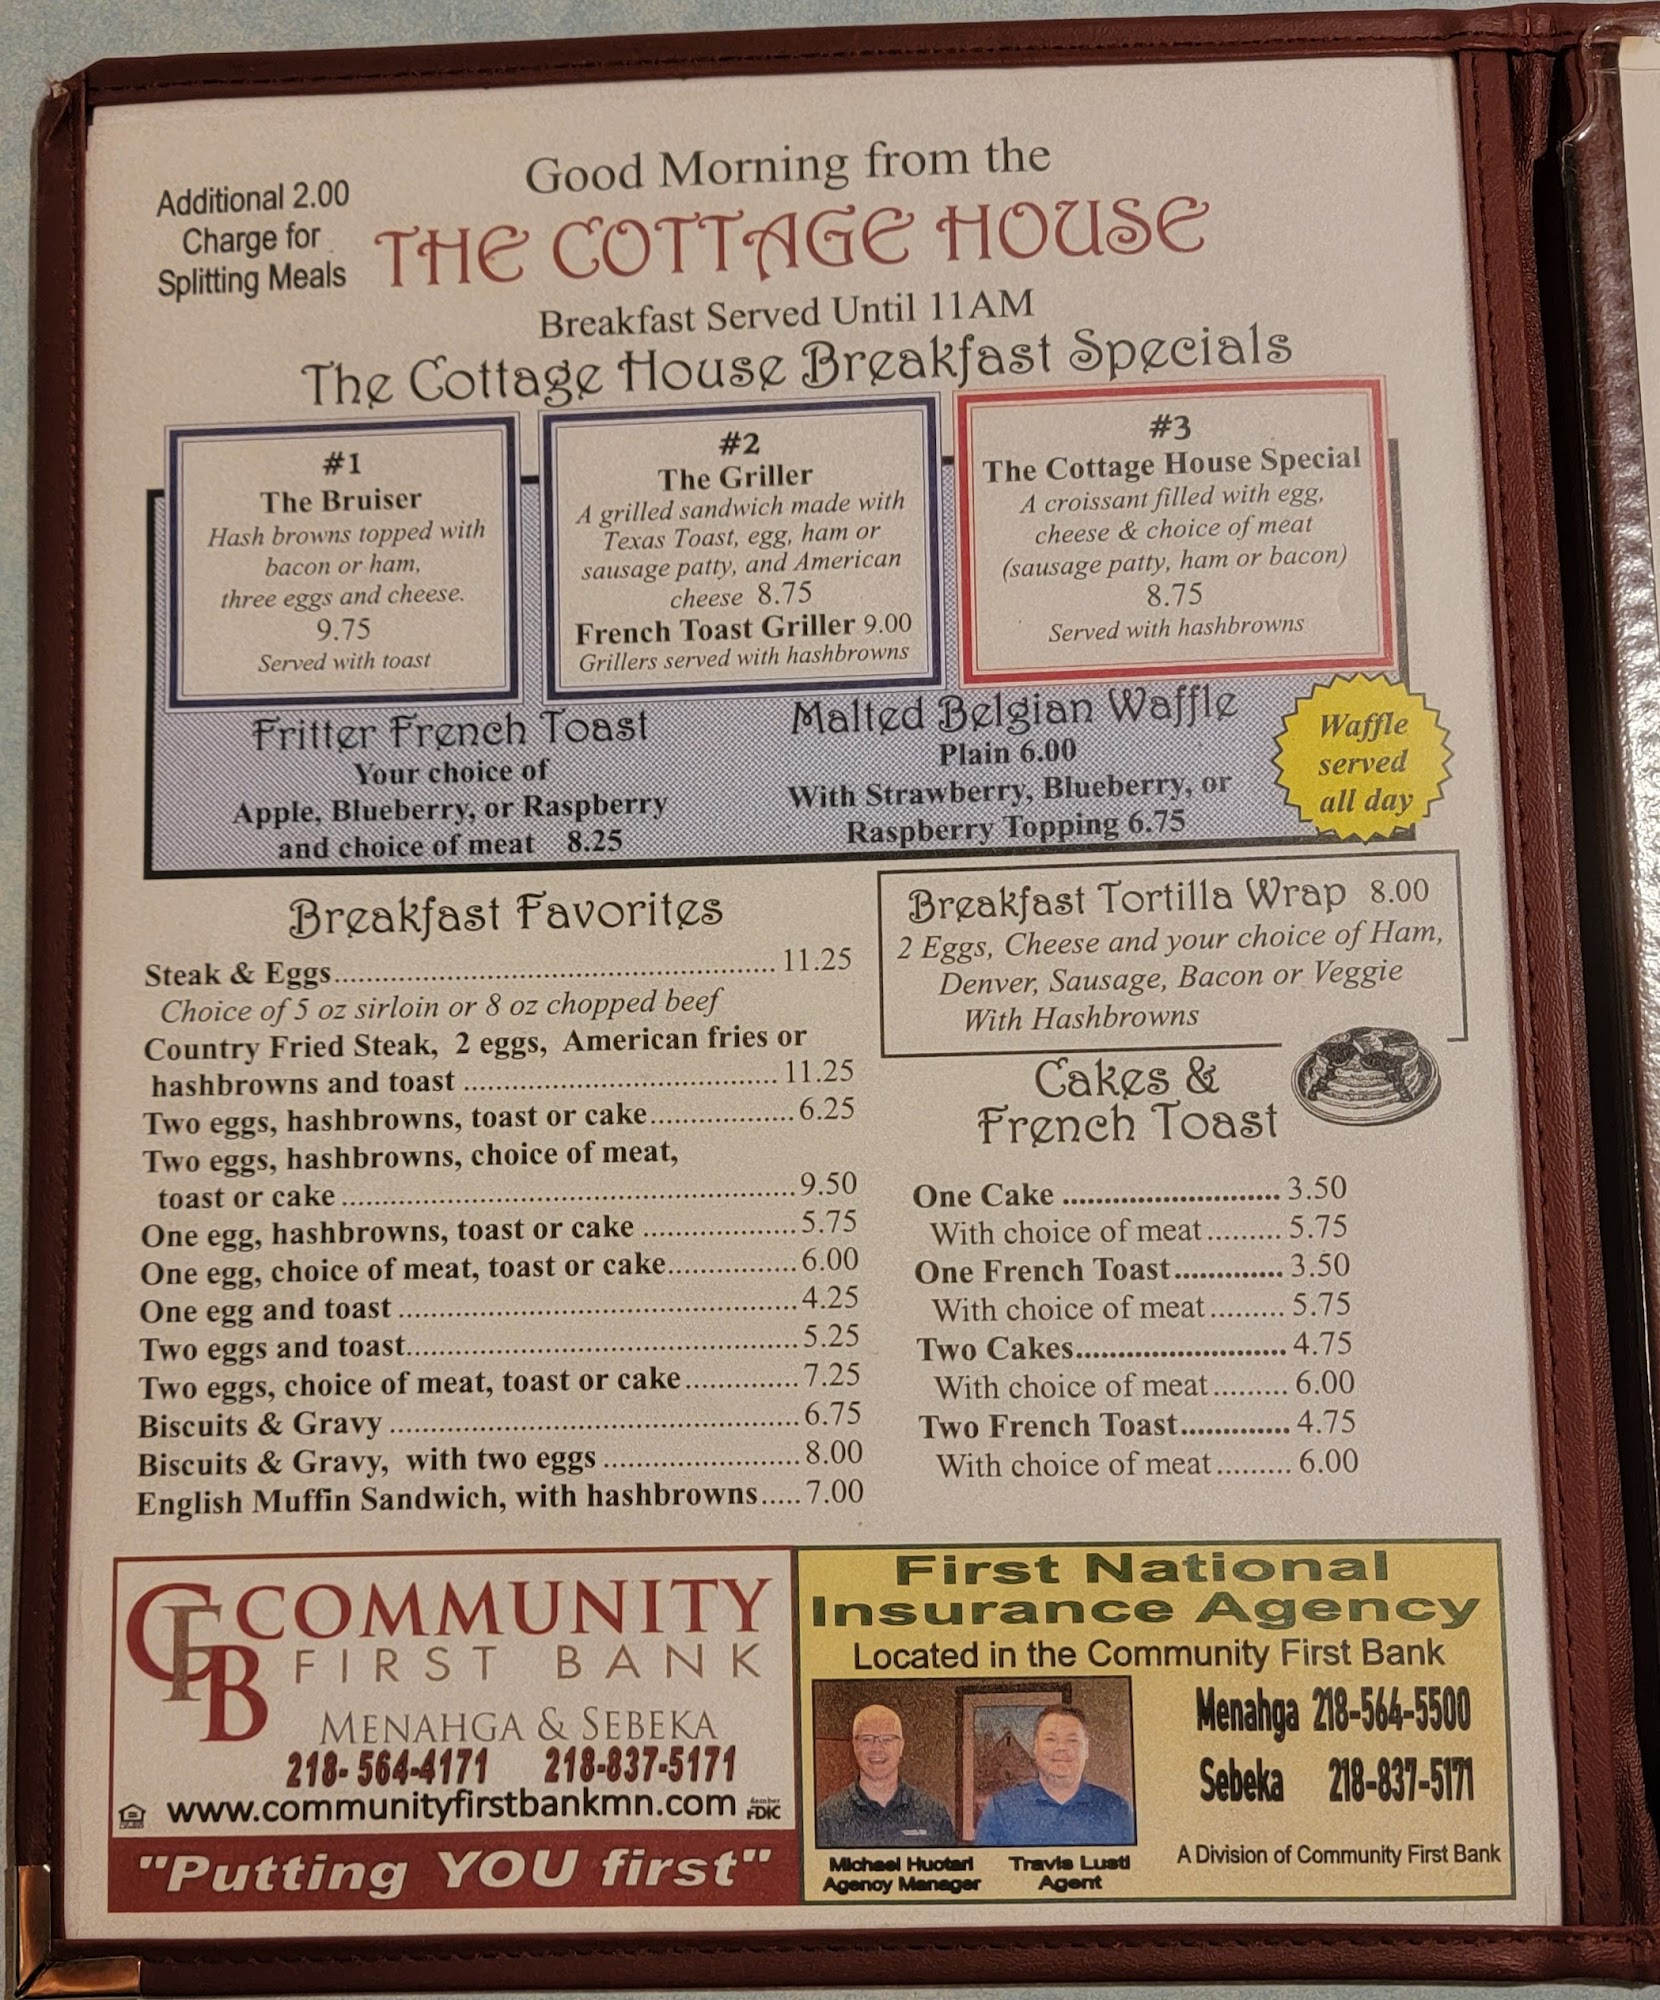 Additional 2.00
Charge for
Splitting Meals
Good Morning from the
THE COTTAGE HOUSE
Breakfast Served Until 11AM
The Cottage House Breakfast Specials
#1
The Bruiser
Hash browns topped with
bacon or ham,
three eggs and cheese.
9.75
Served with toast
#2
The Griller
A grilled sandwich made with
Texas Toast, egg, ham or
sausage patty, and American
cheese 8.75
French Toast Griller 9.00
Grillers served with hashbrowns
#3
The Cottage House Special
A croissant filled with egg,
cheese & choice of meat
(sausage patty, ham or bacon)
8.75
Served with hashbrowns
Fritter French Toast
Your choice of
Apple, Blueberry, or Raspberry
and choice of meat 8.25
Malted Belgian Waffle
Plain 6.00
With Strawberry, Blueberry, or
Raspberry Topping 6.75
Waffle
served
all day
Breakfast Favorites
Steak & Eggs 11.25
Choice of 5 oz sirloin or 8 oz chopped beef
Country Fried Steak, 2 eggs, American fries or
hashbrowns and toast 11.25
Two eggs, hashbrowns, toast or cake 6.25
Two eggs, hashbrowns, choice of meat,
toast or cake 9.50
One egg, hashbrowns, toast or cake 5.75
One egg, choice of meat, toast or cake 6.00
One egg and toast 4.25
Two eggs and toast 5.25
Two eggs, choice of meat, toast or cake 7.25
Biscuits & Gravy 6.75
Biscuits & Gravy, with two eggs 8.00
English Muffin Sandwich, with hashbrowns 7.00
Breakfast Tortilla Wrap 8.00
2 Eggs, Cheese and your choice of Ham,
Denver, Sausage, Bacon or Veggie
With Hashbrowns
Cakes &
French Toast
One Cake 3.50
With choice of meat 5.75
One French Toast 3.50
With choice of meat 5.75
Two Cakes 4.75
With choice of meat 6.00
Two French Toast 4.75
With choice of meat 6.00
CFB
COMMUNITY
FIRST BANK
MENAHGA & SEBEKA
218- 564-4171 218-837-5171
www.communityfirstbankmn.com
Member
FDIC
"Putting YOU first"
First National
Insurance Agency
Located in the Community First Bank
Menahga 218-564-5500
Sebeka 218-837-5171
Michael Huotari
Agency Manager
Travis Lusti
Agent
A Division of Community First Bank